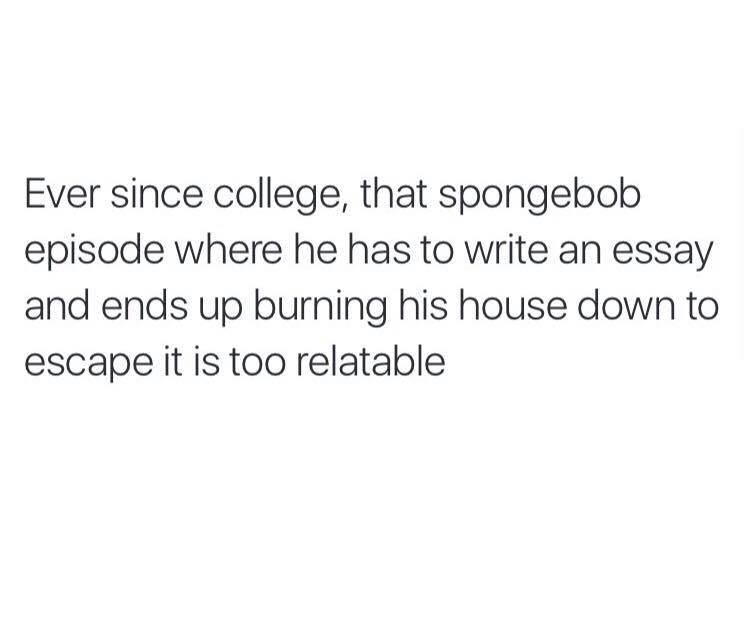 Ever since college, that spongebob
episode where he has to write an essay
and ends up burning his house down to
escape it is too relatable